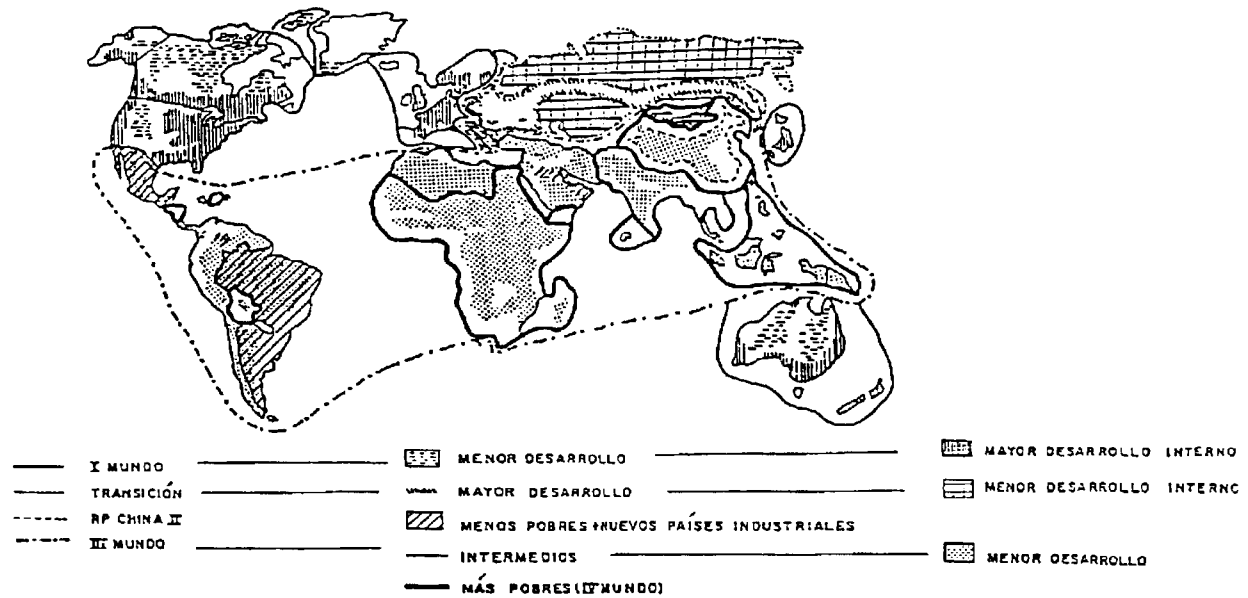 I MUNDO
MENOR DESARROLLO
MAYOR DESARROLLO INTERNO
TRANSICIÓN
MAYOR DESARROLLO
MENOR DESARROLLO INTERNO
RP CHINA II
MENOS POBRES+NUEVOS PAÍSES INDUSTRIALES
III MUNDO
INTERMEDIOS
MENOR DESARROLLO
MÁS POBRES (IV MUNDO)